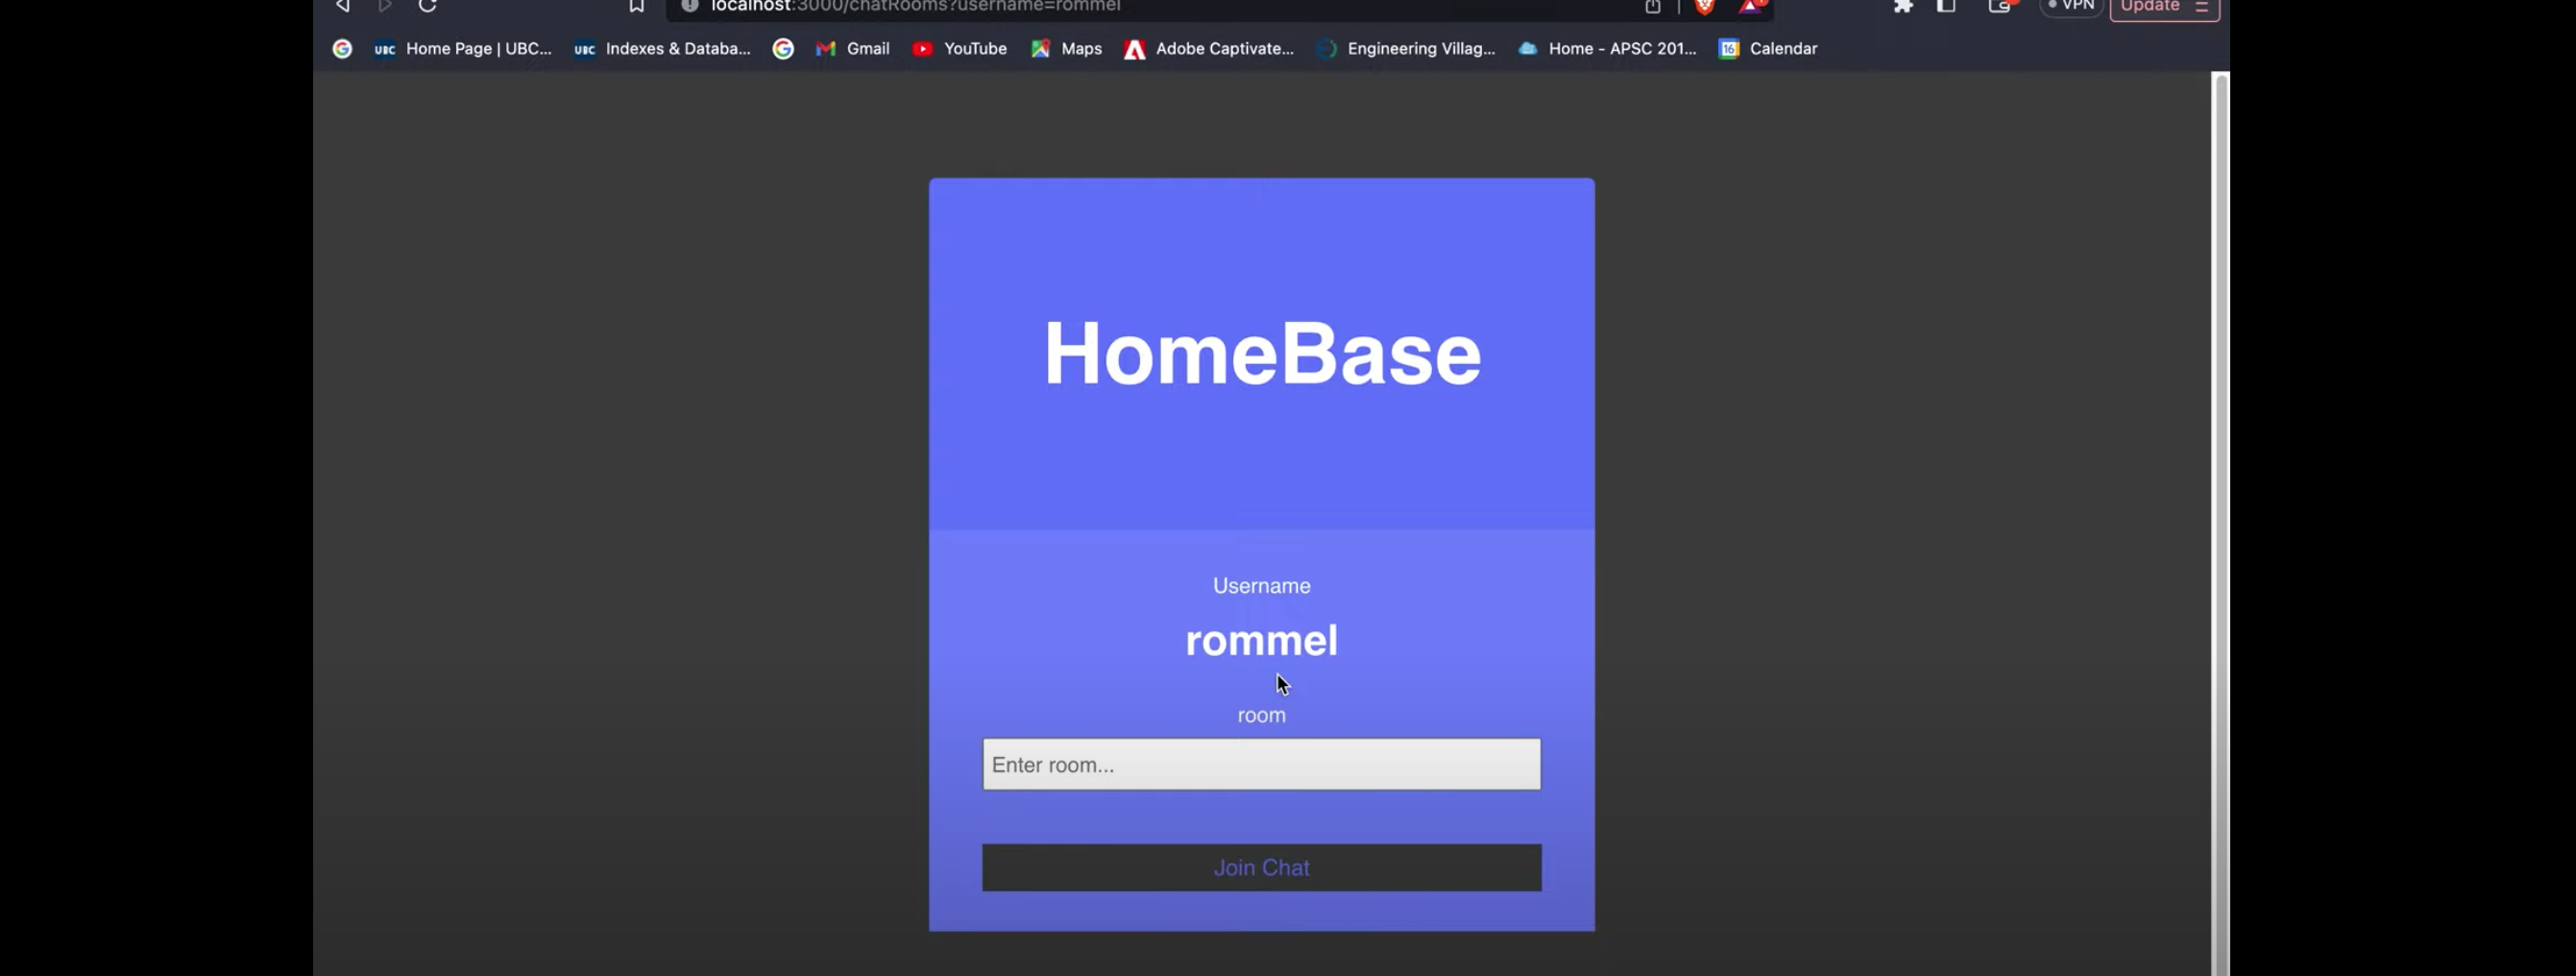 localhost:3000/chatRooms?username=rommel
VPN
Update
UBC Home Page | UBC...
UBC Indexes & Databa...
Gmail
YouTube
Maps
Adobe Captivate...
Engineering Villag...
Home - APSC 201...
16 Calendar
HomeBase
Username
rommel
room
Enter room...
Join Chat